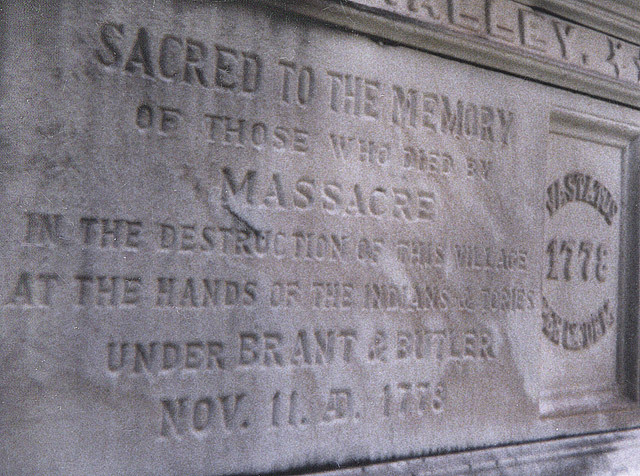 VALLEY.
SACRED TO THE MEMORY
OF THOSE WHO DIED BY
MASSACRE
IN THE DESTRUCTION OF THIS VILLAGE
AT THE HANDS OF THE INDIANS & TORIES
UNDER BRANT & BUTLER
NOV. 11. AD. 1778
1778